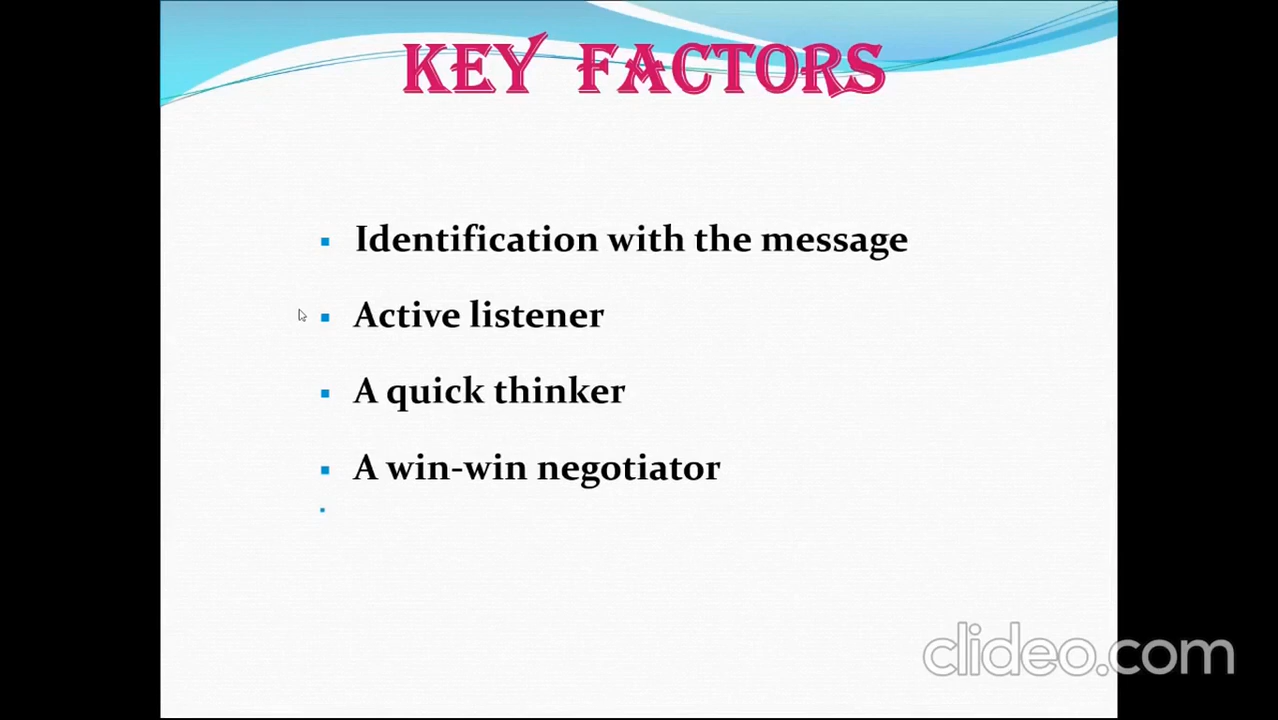 KEY FACTORS
Identification with the message
Active listener
A quick thinker
A win-win negotiator
clideo.com